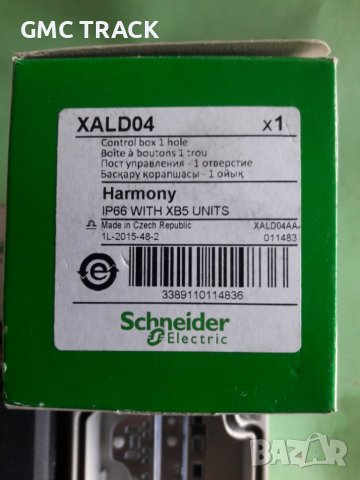 GMC TRACK
XALD04 x1
Control box 1 hole
Boîte à boutons 1 trou
Пост управления - 1 отверстие
Басқару қорапшасы - 1 ойық
Harmony
IP66 WITH XB5 UNITS
Made in Czech Republic XALD04AA
1L-2015-48-2 011483
3389110114836
Schneider
Electric
BAZAR